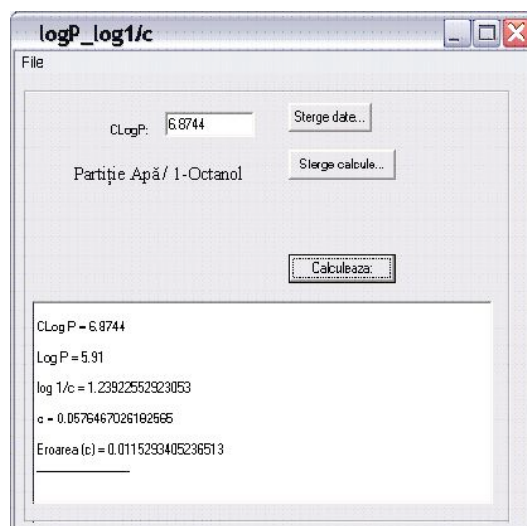 logP_log1/c
File
CLogP: 6.8744 Sterge date...
Partiție Apă / 1-Octanol Sterge calcule...
Calculeaza:
CLog P = 6.8744
Log P = 5.91
log 1/c = 1.23922552923053
c = 0.0576467026182565
Eroarea (c) = 0.0115293405236513